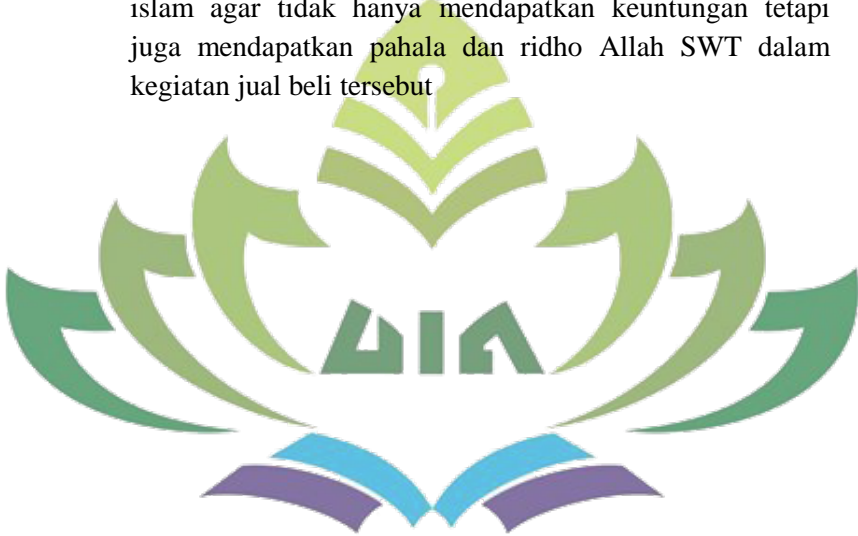 islam agar tidak hanya mendapatkan keuntungan tetapi
juga mendapatkan pahala dan ridho Allah SWT dalam
kegiatan jual beli tersebut
UIN